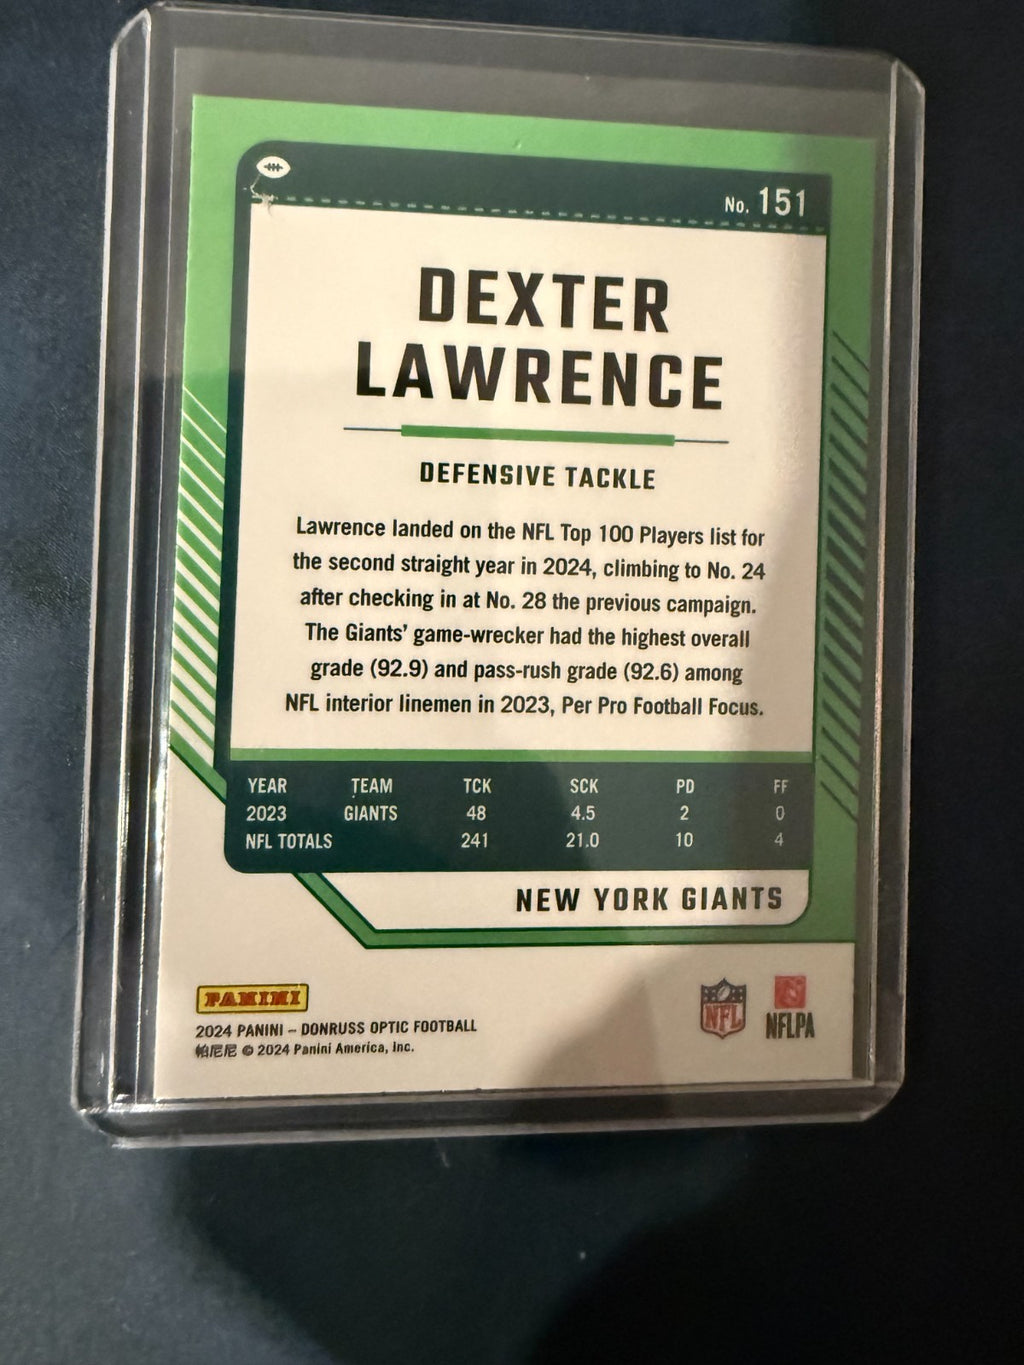 No. 151
DEXTER
LAWRENCE
DEFENSIVE TACKLE
Lawrence landed on the NFL Top 100 Players list for
the second straight year in 2024, climbing to No. 24
after checking in at No. 28 the previous campaign.
The Giants' game-wrecker had the highest overall
grade (92.9) and pass-rush grade (92.6) among
NFL interior linemen in 2023, Per Pro Football Focus.
YEAR TEAM TCK SCK PD FF
2023 GIANTS 48 4.5 2 0
NFL TOTALS 241 21.0 10 4
NEW YORK GIANTS
PANINI
2024 PANINI – DONRUSS OPTIC FOOTBALL
帕尼尼 © 2024 Panini America, Inc.
NFL
NFLPA